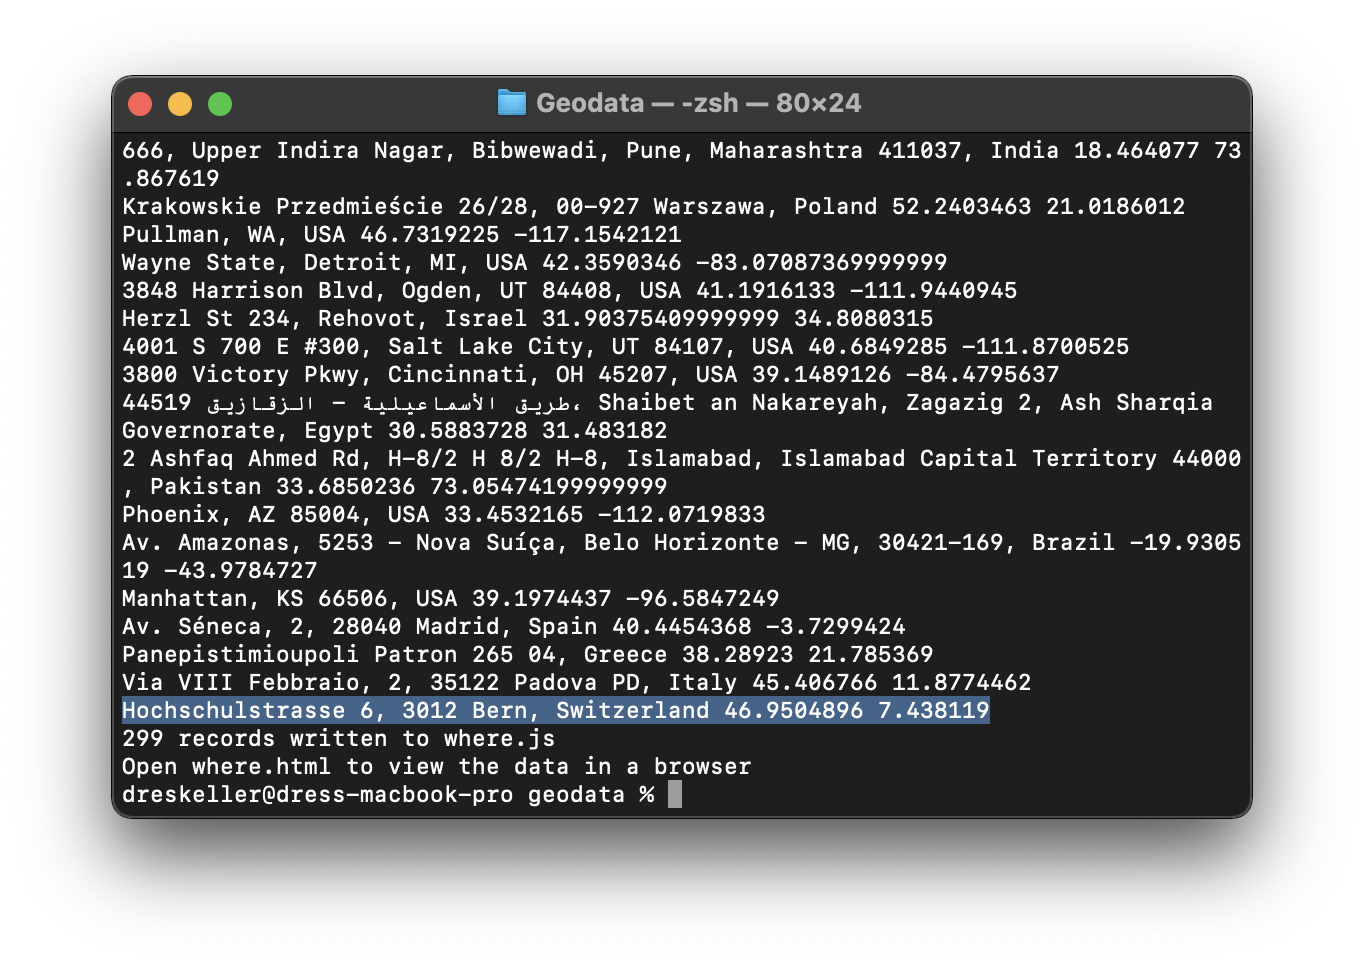 Geodata — -zsh — 80×24
666, Upper Indira Nagar, Bibwewadi, Pune, Maharashtra 411037, India 18.464077 73
.867619
Krakowskie Przedmieście 26/28, 00-927 Warszawa, Poland 52.2403463 21.0186012
Pullman, WA, USA 46.7319225 -117.1542121
Wayne State, Detroit, MI, USA 42.3590346 -83.07087369999999
3848 Harrison Blvd, Ogden, UT 84408, USA 41.1916133 -111.9440945
Herzl St 234, Rehovot, Israel 31.90375409999999 34.8080315
4001 S 700 E #300, Salt Lake City, UT 84107, USA 40.6849285 -111.8700525
3800 Victory Pkwy, Cincinnati, OH 45207, USA 39.1489126 -84.4795637
44519 طريق الأسماعيلية - الزقازيق، Shaibet an Nakareyah, Zagazig 2, Ash Sharqia
Governorate, Egypt 30.5883728 31.483182
2 Ashfaq Ahmed Rd, H-8/2 H 8/2 H-8, Islamabad, Islamabad Capital Territory 44000
, Pakistan 33.6850236 73.05474199999999
Phoenix, AZ 85004, USA 33.4532165 -112.0719833
Av. Amazonas, 5253 - Nova Suíça, Belo Horizonte - MG, 30421-169, Brazil -19.9305
19 -43.9784727
Manhattan, KS 66506, USA 39.1974437 -96.5847249
Av. Séneca, 2, 28040 Madrid, Spain 40.4454368 -3.7299424
Panepistimioupoli Patron 265 04, Greece 38.28923 21.785369
Via VIII Febbraio, 2, 35122 Padova PD, Italy 45.406766 11.8774462
Hochschulstrasse 6, 3012 Bern, Switzerland 46.9504896 7.438119
299 records written to where.js
Open where.html to view the data in a browser
dreskeller@dress-macbook-pro geodata %